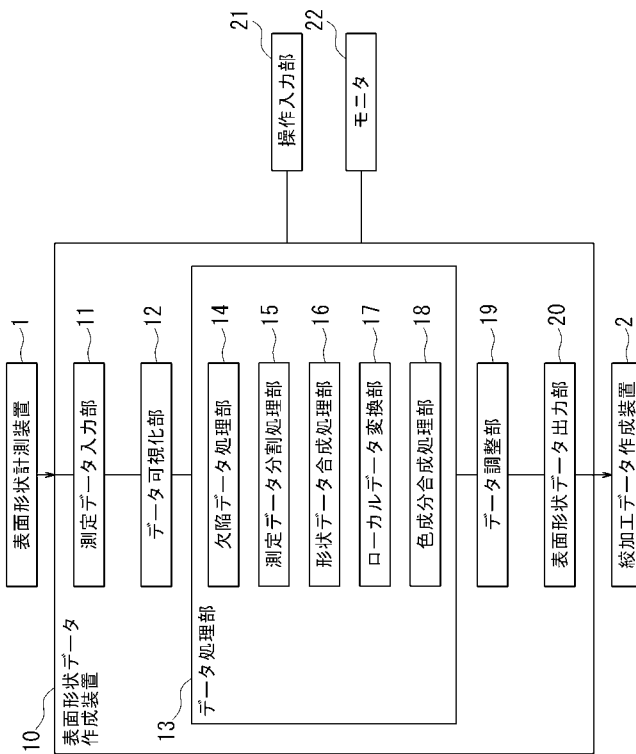 表面形状計測装置
1
10
表面形状データ
作成装置
測定データ入力部
11
データ可視化部
12
13
データ処理部
欠陥データ処理部
14
測定データ分割処理部
15
形状データ合成処理部
16
ローカルデータ変換部
17
色成分合成処理部
18
データ調整部
19
表面形状データ出力部
20
絞加工データ作成装置
2
操作入力部
21
モニタ
22